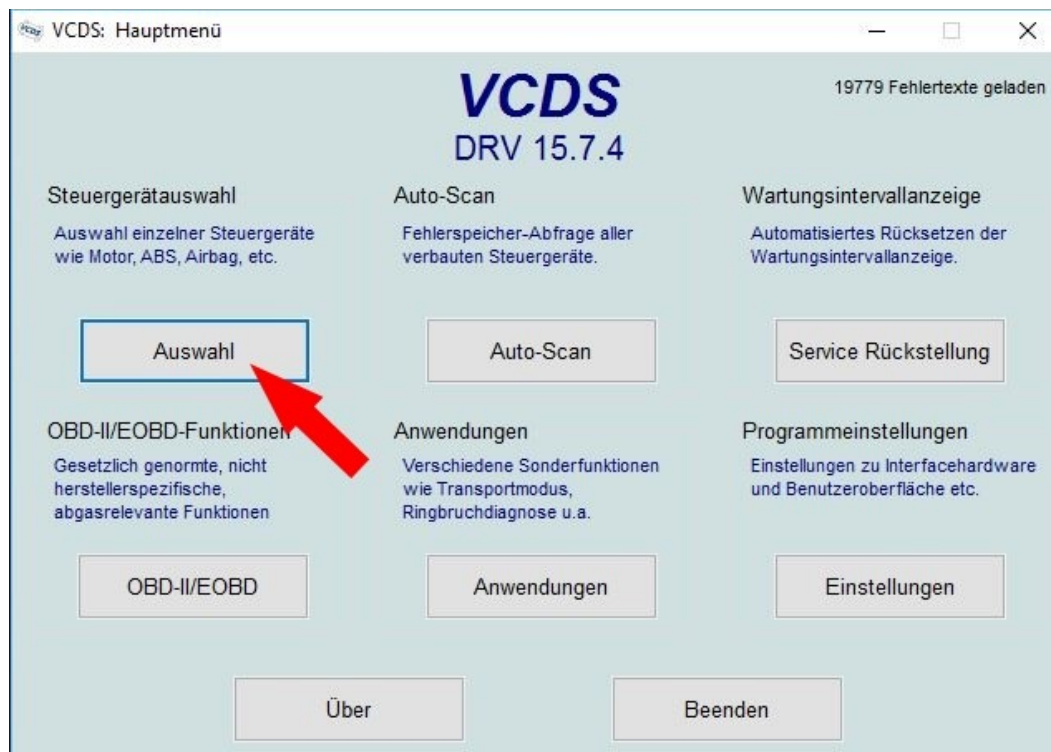 VCDS: Hauptmenü
VCDS
DRV 15.7.4
19779 Fehlertexte geladen
Steuergerätauswahl
Auswahl einzelner Steuergeräte
wie Motor, ABS, Airbag, etc.
Auswahl
Auto-Scan
Fehlerspeicher-Abfrage aller
verbauten Steuergeräte.
Auto-Scan
Wartungsintervallanzeige
Automatisiertes Rücksetzen der
Wartungsintervallanzeige.
Service Rückstellung
OBD-II/EOBD-Funktionen
Gesetzlich genormte, nicht
herstellerspezifische,
abgasrelevante Funktionen
OBD-II/EOBD
Anwendungen
Verschiedene Sonderfunktionen
wie Transportmodus,
Ringbruchdiagnose u.a.
Anwendungen
Programmeinstellungen
Einstellungen zu Interfacehardware
und Benutzeroberfläche etc.
Einstellungen
Über
Beenden